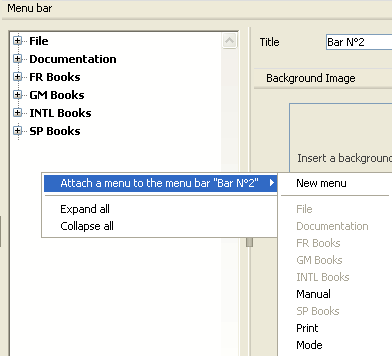 Menu bar
File
Documentation
FR Books
GM Books
INTL Books
SP Books
Title
Bar N°2
Background Image
Insert a background
Attach a menu to the menu bar "Bar N°2"
Expand all
Collapse all
New menu
File
Documentation
FR Books
GM Books
INTL Books
Manual
SP Books
Print
Mode